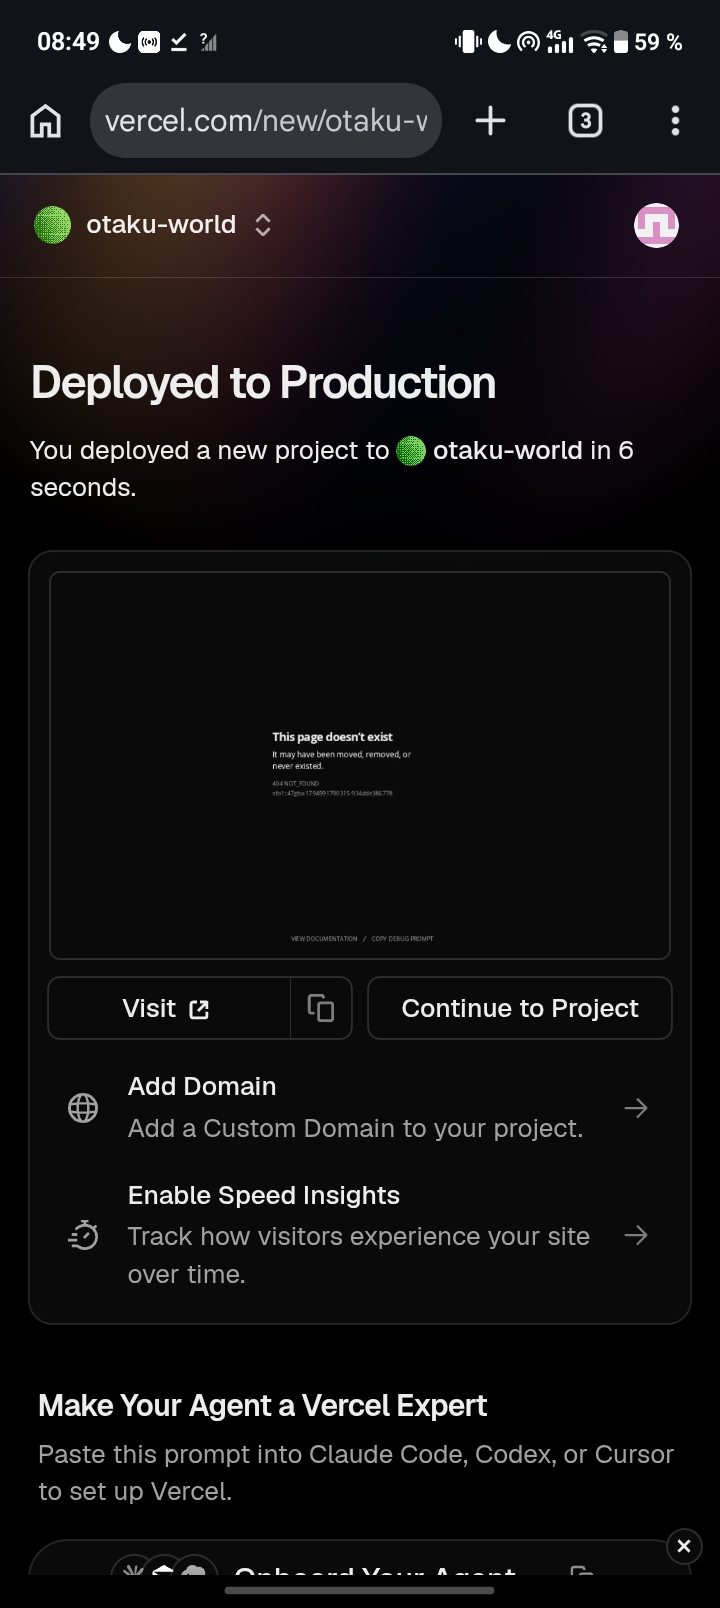 08:49
?
4G
59 %
vercel.com/new/otaku-w
3
otaku-world
Deployed to Production
You deployed a new project to otaku-world in 6
seconds.
This page doesn't exist
It may have been moved, removed, or
never existed.
404 NOT_FOUND
VIEW DOCUMENTATION / COPY DEBUG PROMPT
Visit
Continue to Project
Add Domain
Add a Custom Domain to your project.
Enable Speed Insights
Track how visitors experience your site
over time.
Make Your Agent a Vercel Expert
Paste this prompt into Claude Code, Codex, or Cursor
to set up Vercel.
Onboard Your Agent